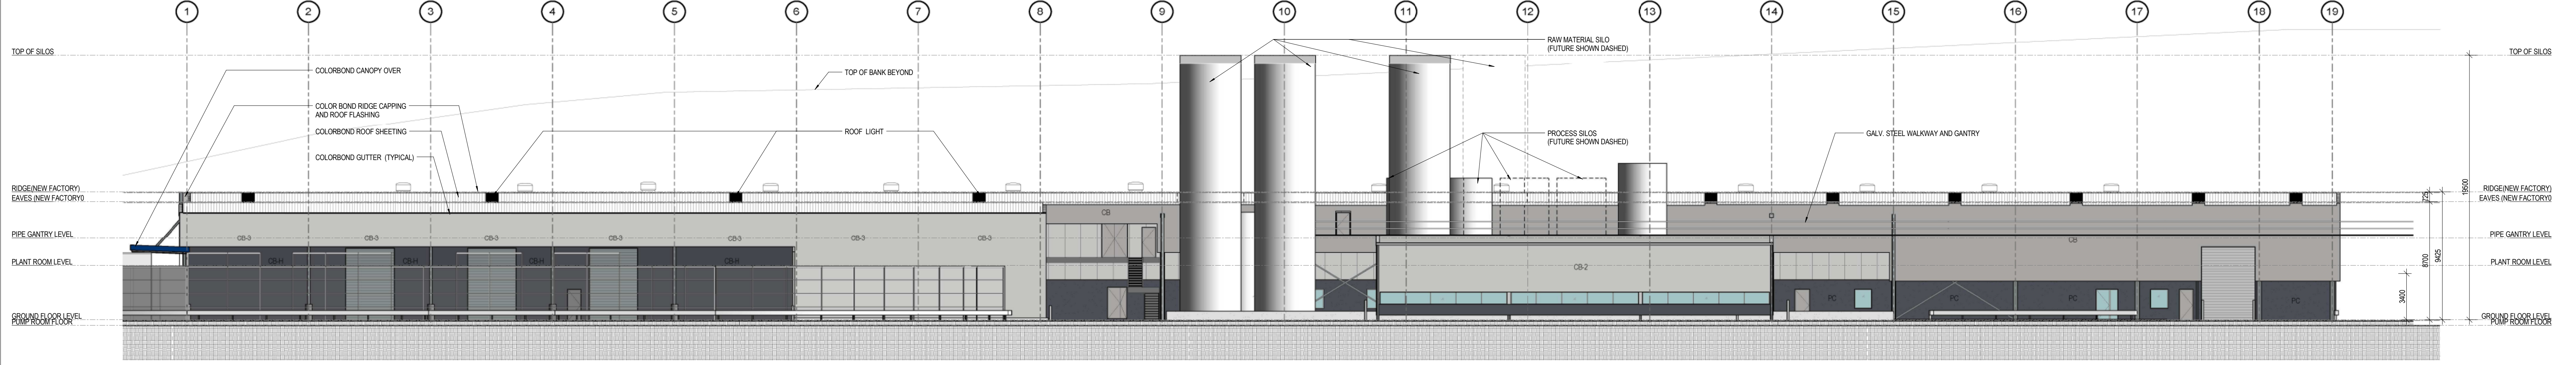 1 2 3 4 5 6 7 8 9 10 11 12 13 14 15 16 17 18 19
TOP OF SILOS
RAW MATERIAL SILO
(FUTURE SHOWN DASHED)
TOP OF SILOS
COLORBOND CANOPY OVER
TOP OF BANK BEYOND
COLOR BOND RIDGE CAPPING
AND ROOF FLASHING
COLORBOND ROOF SHEETING
ROOF LIGHT
PROCESS SILOS
(FUTURE SHOWN DASHED)
GALV. STEEL WALKWAY AND GANTRY
COLORBOND GUTTER (TYPICAL)
RIDGE(NEW FACTORY)
EAVES (NEW FACTORY0
RIDGE(NEW FACTORY)
EAVES (NEW FACTORY0
725
19500
CB
PIPE GANTRY LEVEL
CB-3 CB-3 CB-3 CB-3 CB-3 CB-3 CB-3
CB
PIPE GANTRY LEVEL
PLANT ROOM LEVEL
CB-H CB-H CB-H CB-H
CB-2
PLANT ROOM LEVEL
8700
9425
3400
PC PC PC PC
GROUND FLOOR LEVEL
PUMP ROOM FLOOR
GROUND FLOOR LEVEL
PUMP ROOM FLOOR